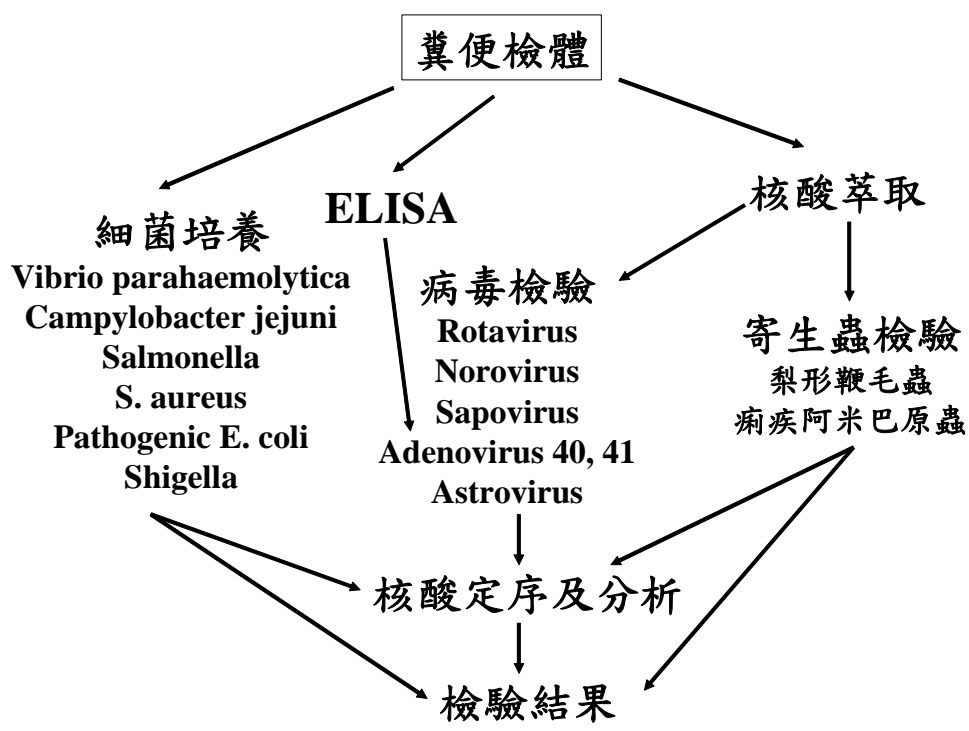 糞便檢體
細菌培養
Vibrio parahaemolytica
Campylobacter jejuni
Salmonella
S. aureus
Pathogenic E. coli
Shigella
ELISA
病毒檢驗
Rotavirus
Norovirus
Sapovirus
Adenovirus 40, 41
Astrovirus
核酸萃取
寄生蟲檢驗
梨形鞭毛蟲
痢疾阿米巴原蟲
核酸定序及分析
檢驗結果